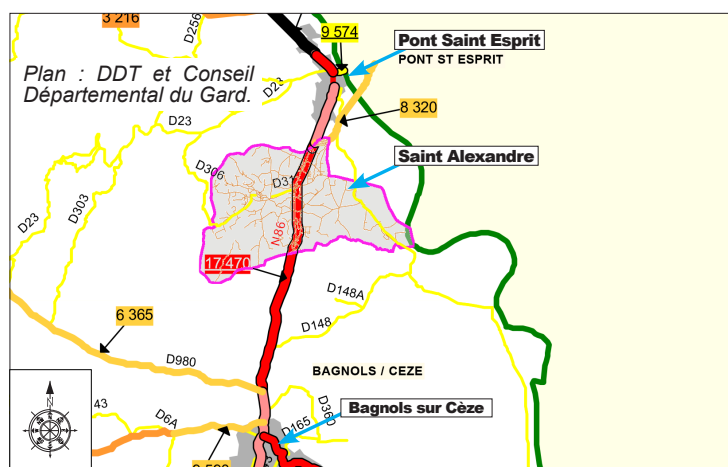 3 216
D256
9 574
Pont Saint Esprit
PONT ST ESPRIT
Plan : DDT et Conseil
Départemental du Gard.
D23
8 320
D23
Saint Alexandre
D306
D31
D23
D303
N86
17 470
D148A
6 365
D148
D980
BAGNOLS / CEZE
N
43
D6A
D360
Bagnols sur Cèze
D165